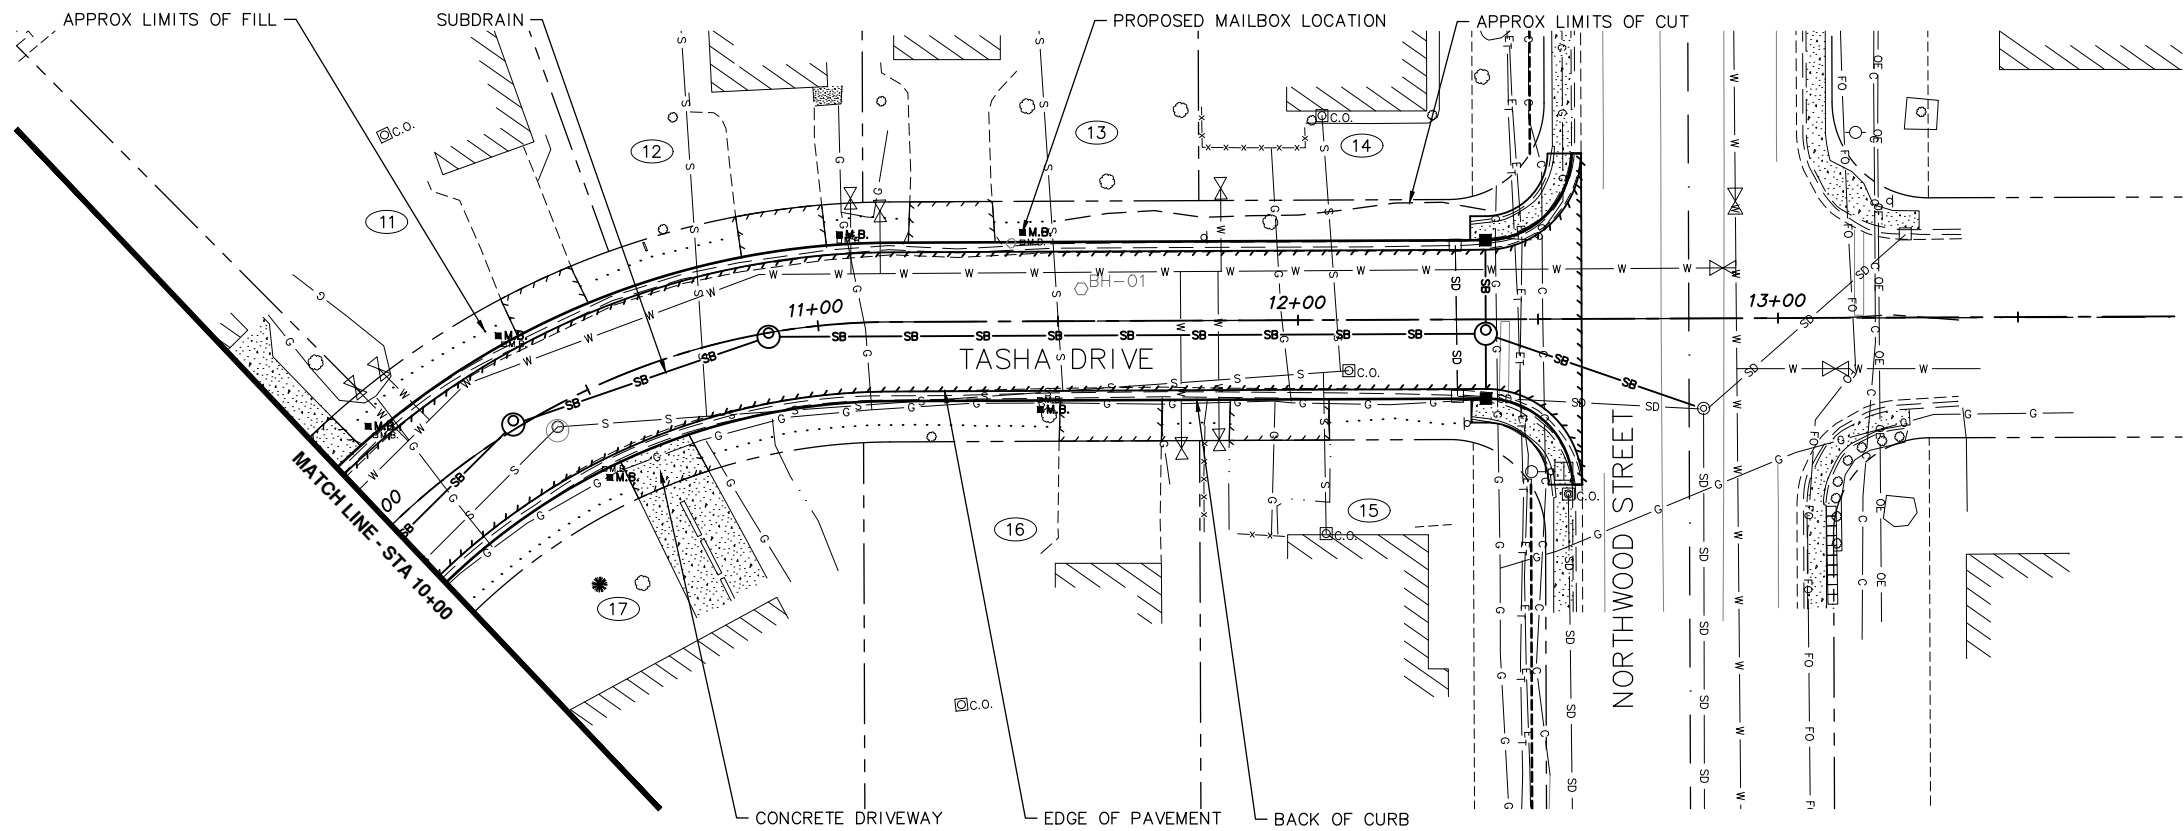 APPROX LIMITS OF FILL
SUBDRAIN
PROPOSED MAILBOX LOCATION
APPROX LIMITS OF CUT
C.O.
C.O.
12
13
14
11
M.B.
M.B.
M.B.
M.B.
BH-01
11+00
12+00
13+00
M.B.
M.B.
TASHA DRIVE
C.O.
M.B.
M.B.
M.B.
M.B.
M.B.
M.B.
00
MATCH LINE - STA 10+00
NORTHWOOD STREET
C.O.
16
15
C.O.
17
C.O.
CONCRETE DRIVEWAY
EDGE OF PAVEMENT
BACK OF CURB